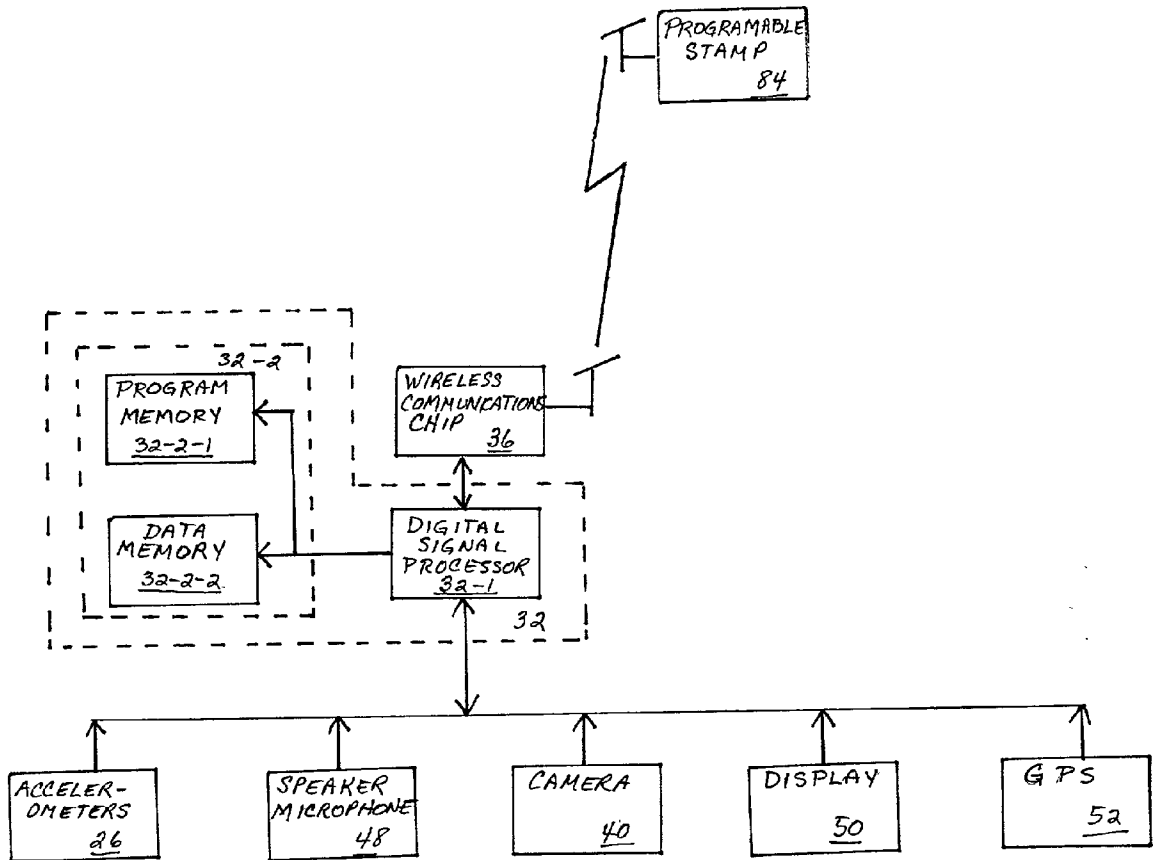 PROGRAMABLE
STAMP
84
32-2
PROGRAM
MEMORY
32-2-1
WIRELESS
COMMUNICATIONS
CHIP
36
DATA
MEMORY
32-2-2
DIGITAL
SIGNAL
PROCESSOR
32-1
32
ACCELER-
OMETERS
26
SPEAKER
MICROPHONE
48
CAMERA
40
DISPLAY
50
GPS
52